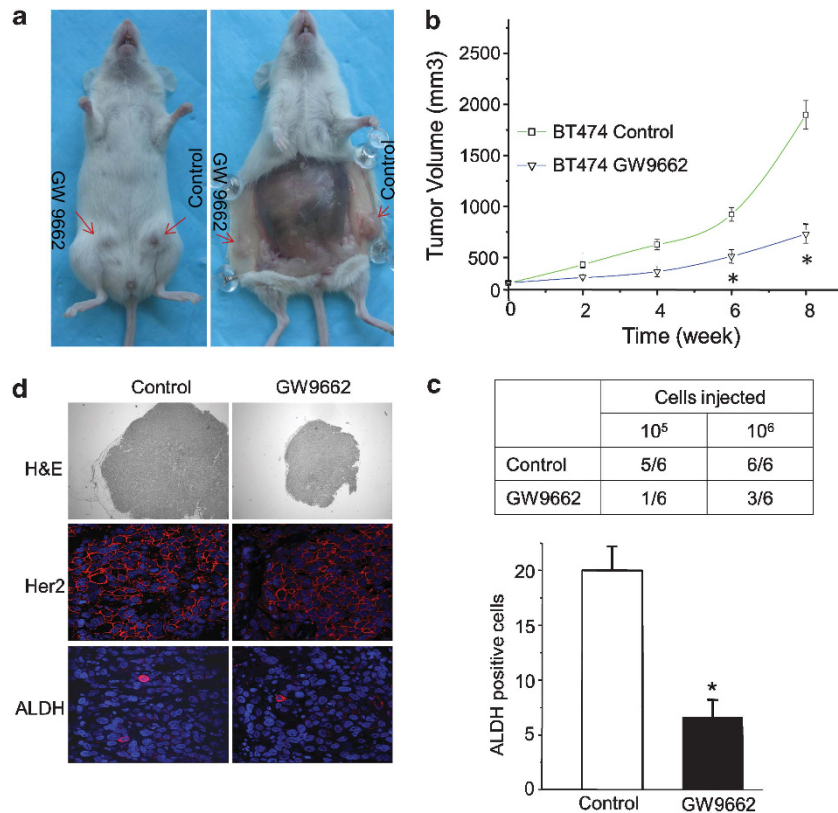 a
GW 9662
Control
GW 9662
Control
b
Tumor Volume (mm3)
2500
2000
1500
1000
500
0
BT474 Control
BT474 GW9662
*
*
0 2 4 6 8
Time (week)
d
Control GW9662
H&E
Her2
ALDH
c
Cells injected
10⁵ 10⁶
Control 5/6 6/6
GW9662 1/6 3/6
ALDH positive cells
20
15
10
5
0
*
Control GW9662